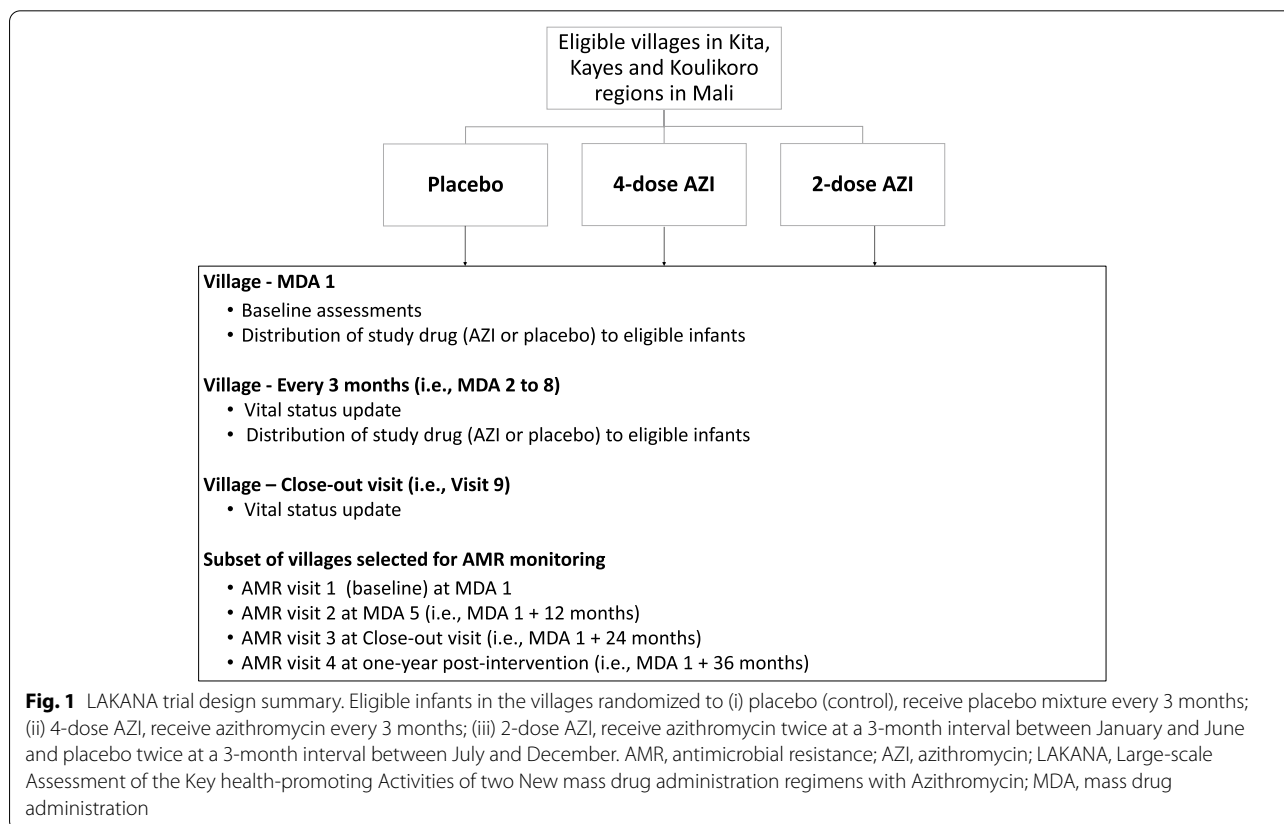 Eligible villages in Kita,
Kayes and Koulikoro
regions in Mali
Placebo
4-dose AZI
2-dose AZI
Village - MDA 1
• Baseline assessments
• Distribution of study drug (AZI or placebo) to eligible infants
Village - Every 3 months (i.e., MDA 2 to 8)
• Vital status update
• Distribution of study drug (AZI or placebo) to eligible infants
Village – Close-out visit (i.e., Visit 9)
• Vital status update
Subset of villages selected for AMR monitoring
• AMR visit 1 (baseline) at MDA 1
• AMR visit 2 at MDA 5 (i.e., MDA 1 + 12 months)
• AMR visit 3 at Close-out visit (i.e., MDA 1 + 24 months)
• AMR visit 4 at one-year post-intervention (i.e., MDA 1 + 36 months)
Fig. 1 LAKANA trial design summary. Eligible infants in the villages randomized to (i) placebo (control), receive placebo mixture every 3 months;
(ii) 4-dose AZI, receive azithromycin every 3 months; (iii) 2-dose AZI, receive azithromycin twice at a 3-month interval between January and June
and placebo twice at a 3-month interval between July and December. AMR, antimicrobial resistance; AZI, azithromycin; LAKANA, Large-scale
Assessment of the Key health-promoting Activities of two New mass drug administration regimens with Azithromycin; MDA, mass drug
administration